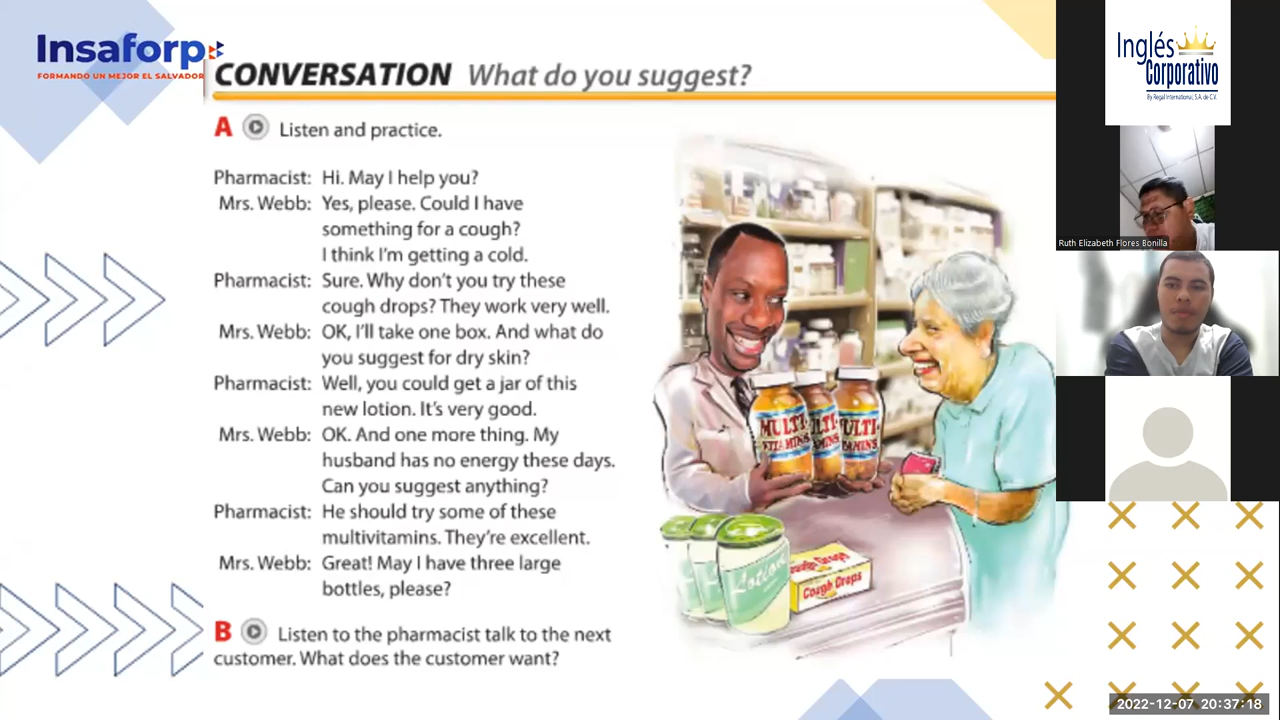 Insaforp
FORMANDO UN MEJOR EL SALVADOR
CONVERSATION What do you suggest?
A Listen and practice.
Pharmacist: Hi. May I help you?
Mrs. Webb: Yes, please. Could I have
something for a cough?
I think I'm getting a cold.
Pharmacist: Sure. Why don't you try these
cough drops? They work very well.
Mrs. Webb: OK, I'll take one box. And what do
you suggest for dry skin?
Pharmacist: Well, you could get a jar of this
new lotion. It's very good.
Mrs. Webb: OK. And one more thing. My
husband has no energy these days.
Can you suggest anything?
Pharmacist: He should try some of these
multivitamins. They're excellent.
Mrs. Webb: Great! May I have three large
bottles, please?
B Listen to the pharmacist talk to the next
customer. What does the customer want?
MULTI-
VITAMINS
Lotion
Cough Drops
Cough Drops
Inglés
Corporativo
By Regal International, S.A. de C.V.
Ruth Elizabeth Flores Bonilla
2022-12-07 20:37:18